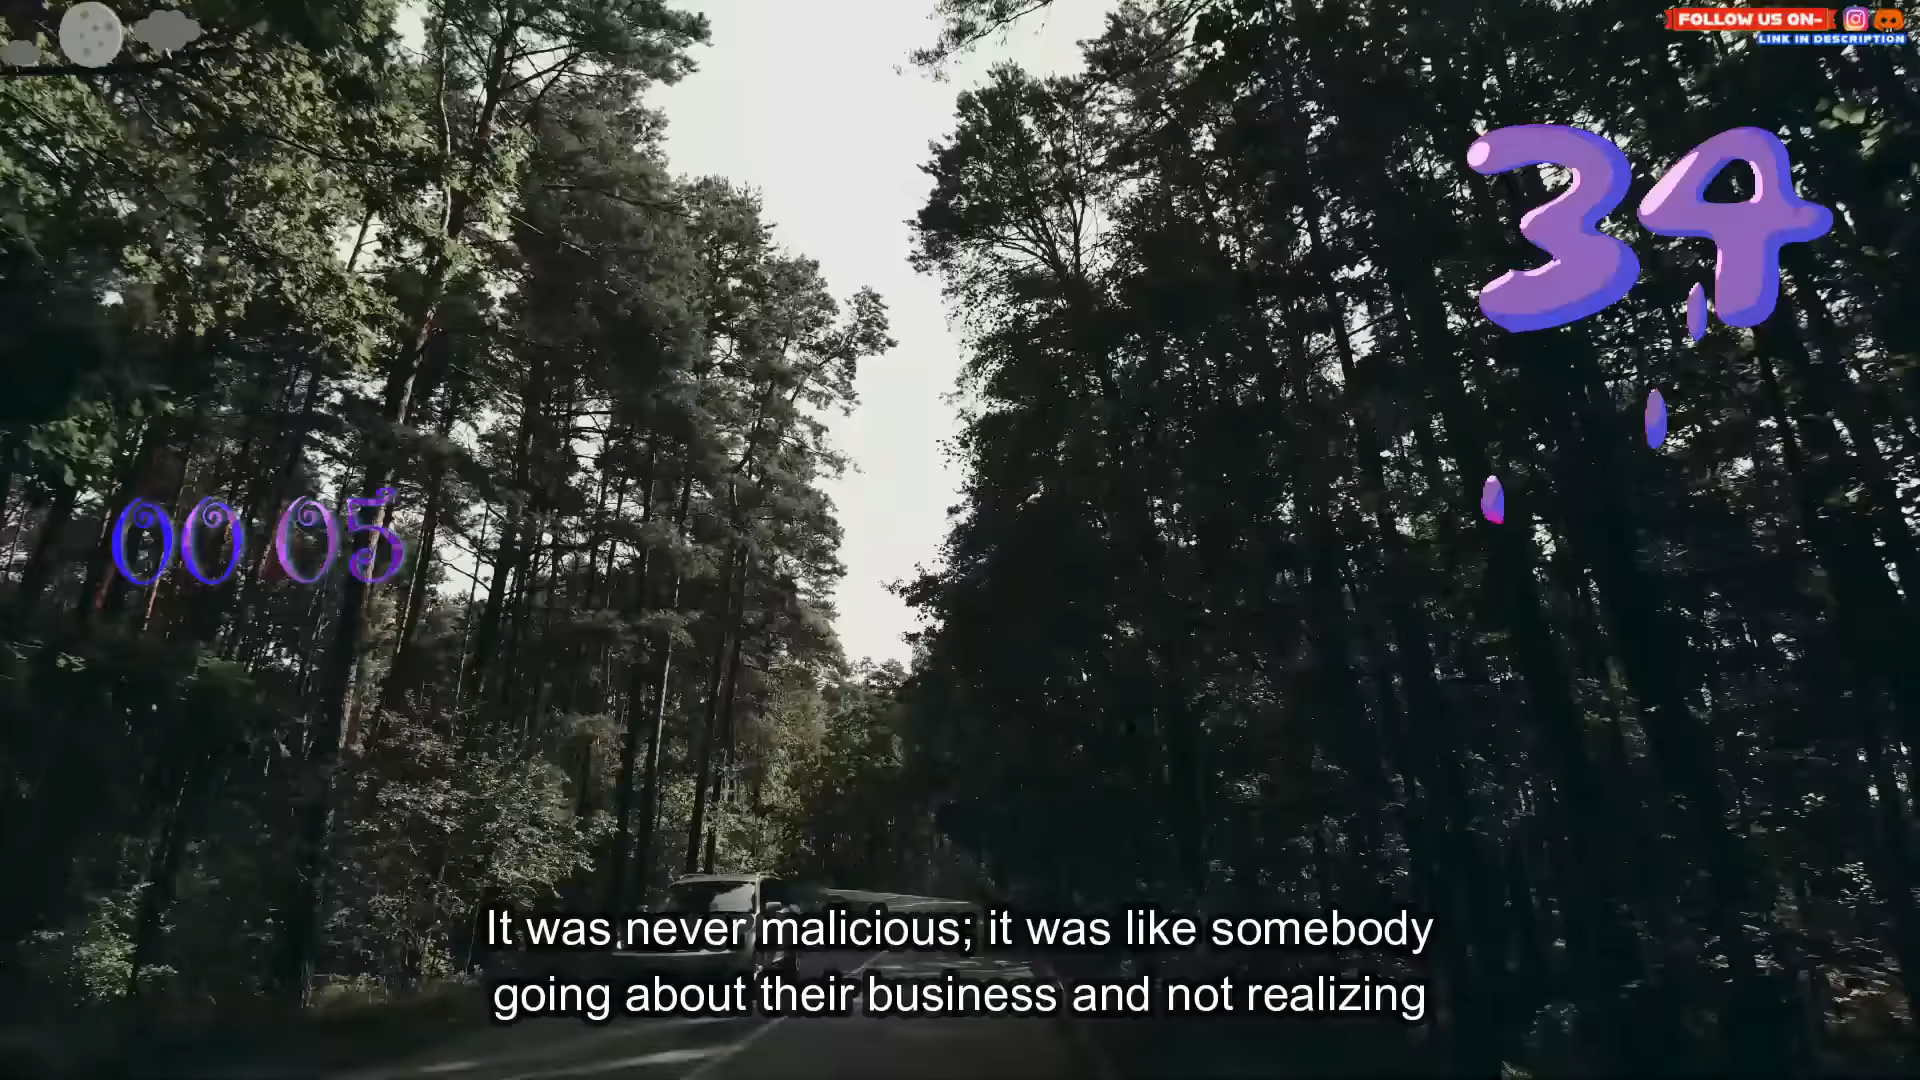 FOLLOW US ON-
LINK IN DESCRIPTION
34
00 05
It was never malicious; it was like somebody
going about their business and not realizing